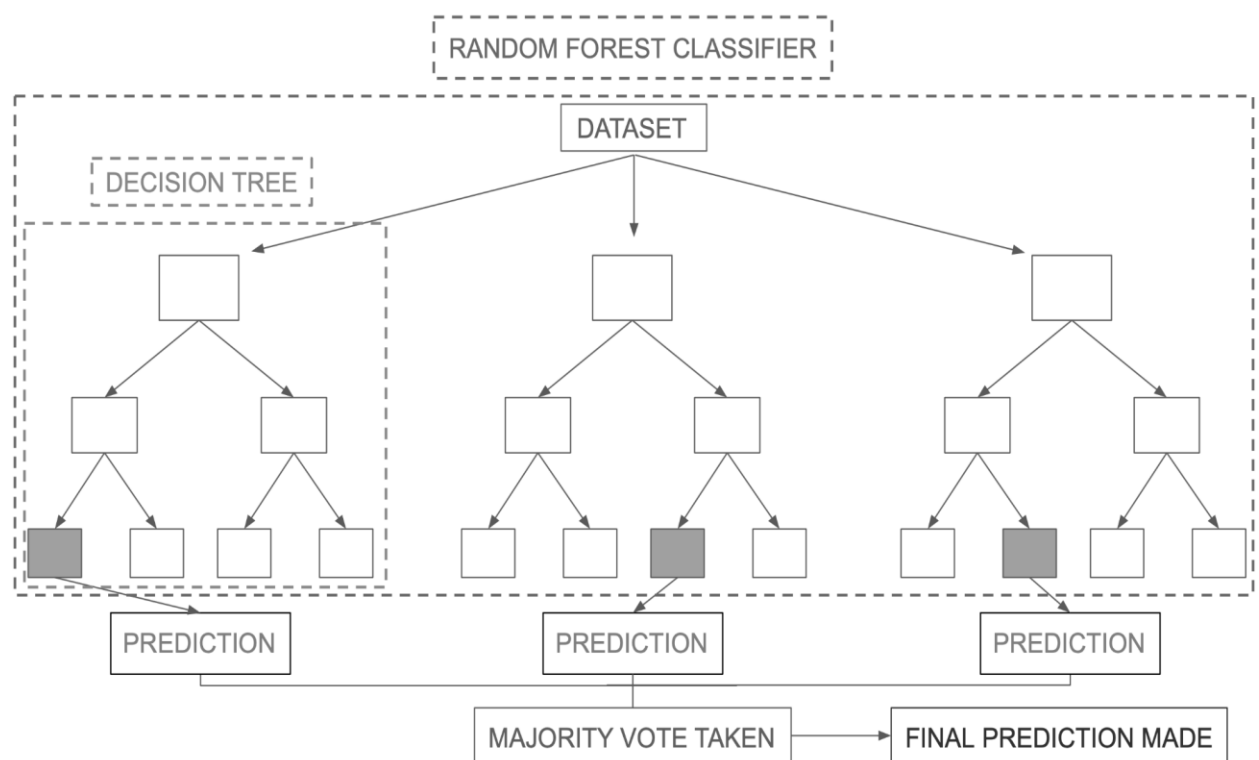 RANDOM FOREST CLASSIFIER
DATASET
DECISION TREE
PREDICTION
PREDICTION
PREDICTION
MAJORITY VOTE TAKEN
FINAL PREDICTION MADE